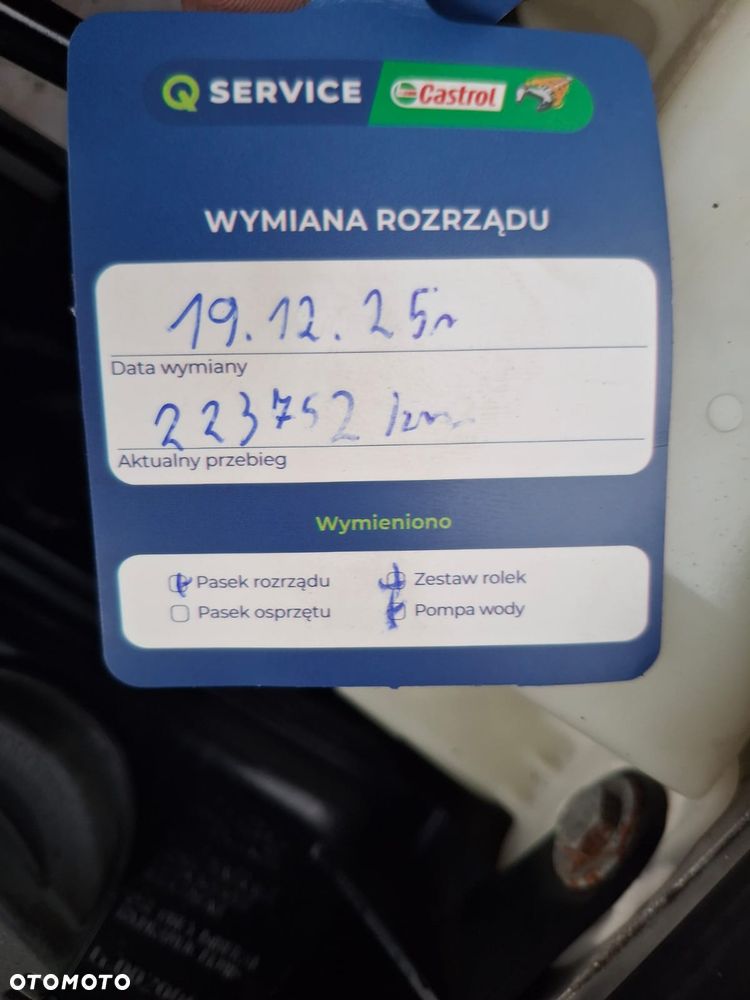 Q SERVICE Castrol
WYMIANA ROZRZĄDU
19.12.25r
Data wymiany
223752 km
Aktualny przebieg
Wymieniono
Pasek rozrządu Zestaw rolek
Pasek osprzętu Pompa wody
OTOMOTO